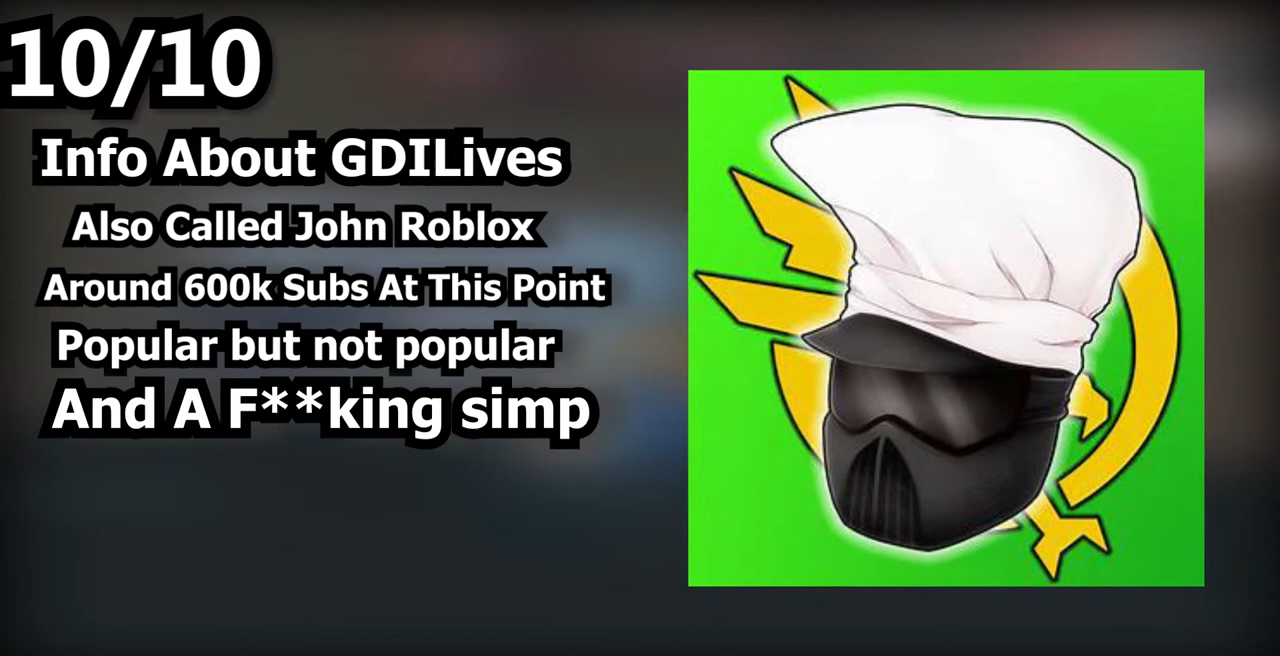 10/10
Info About GDILives
Also Called John Roblox
Around 600k Subs At This Point
Popular but not popular
And A F**king simp